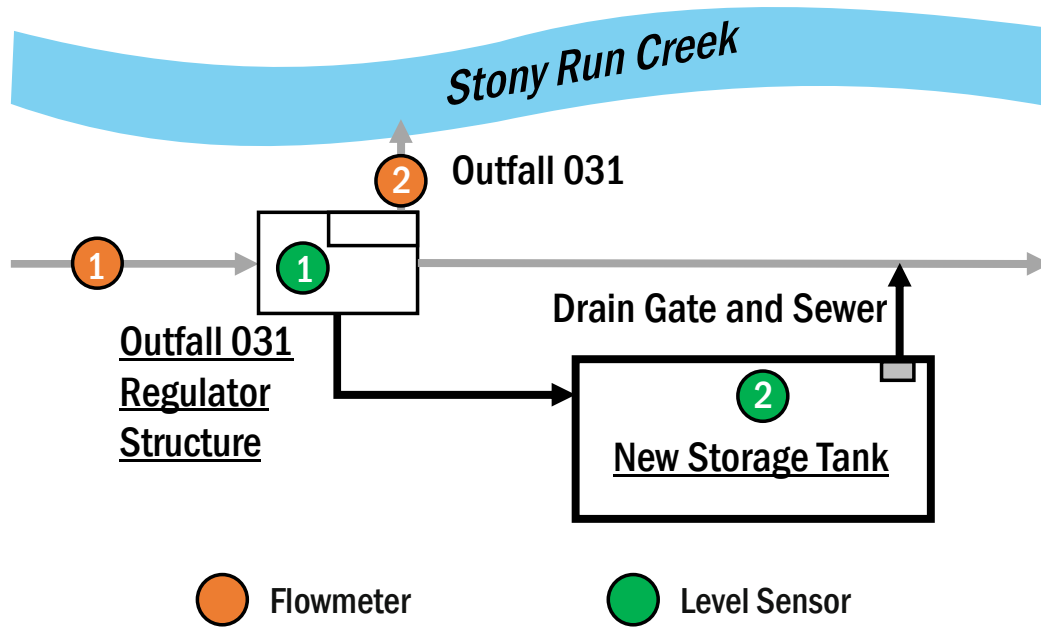 Stony Run Creek
2
Outfall 031
1
1
Drain Gate and Sewer
Outfall 031
Regulator
Structure
2
New Storage Tank
Flowmeter
Level Sensor